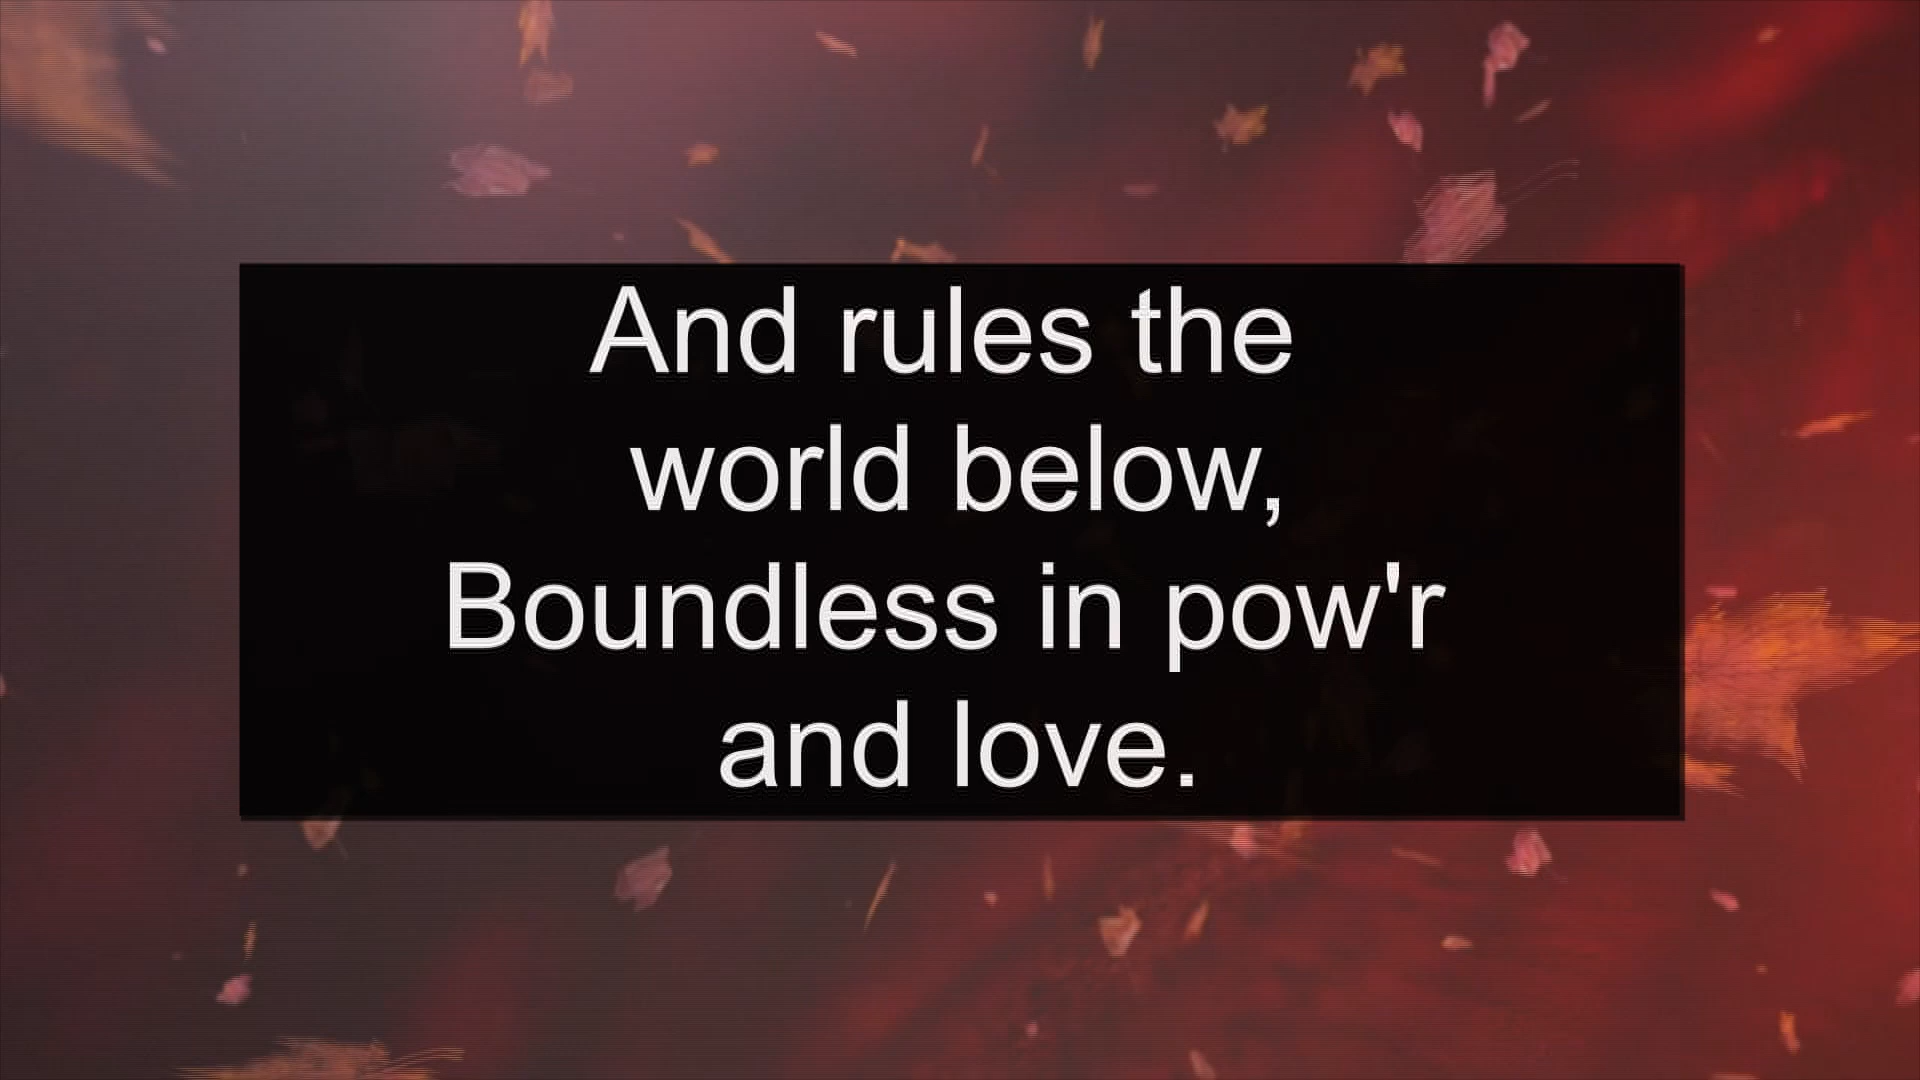 And rules the
world below,
Boundless in pow'r
and love.